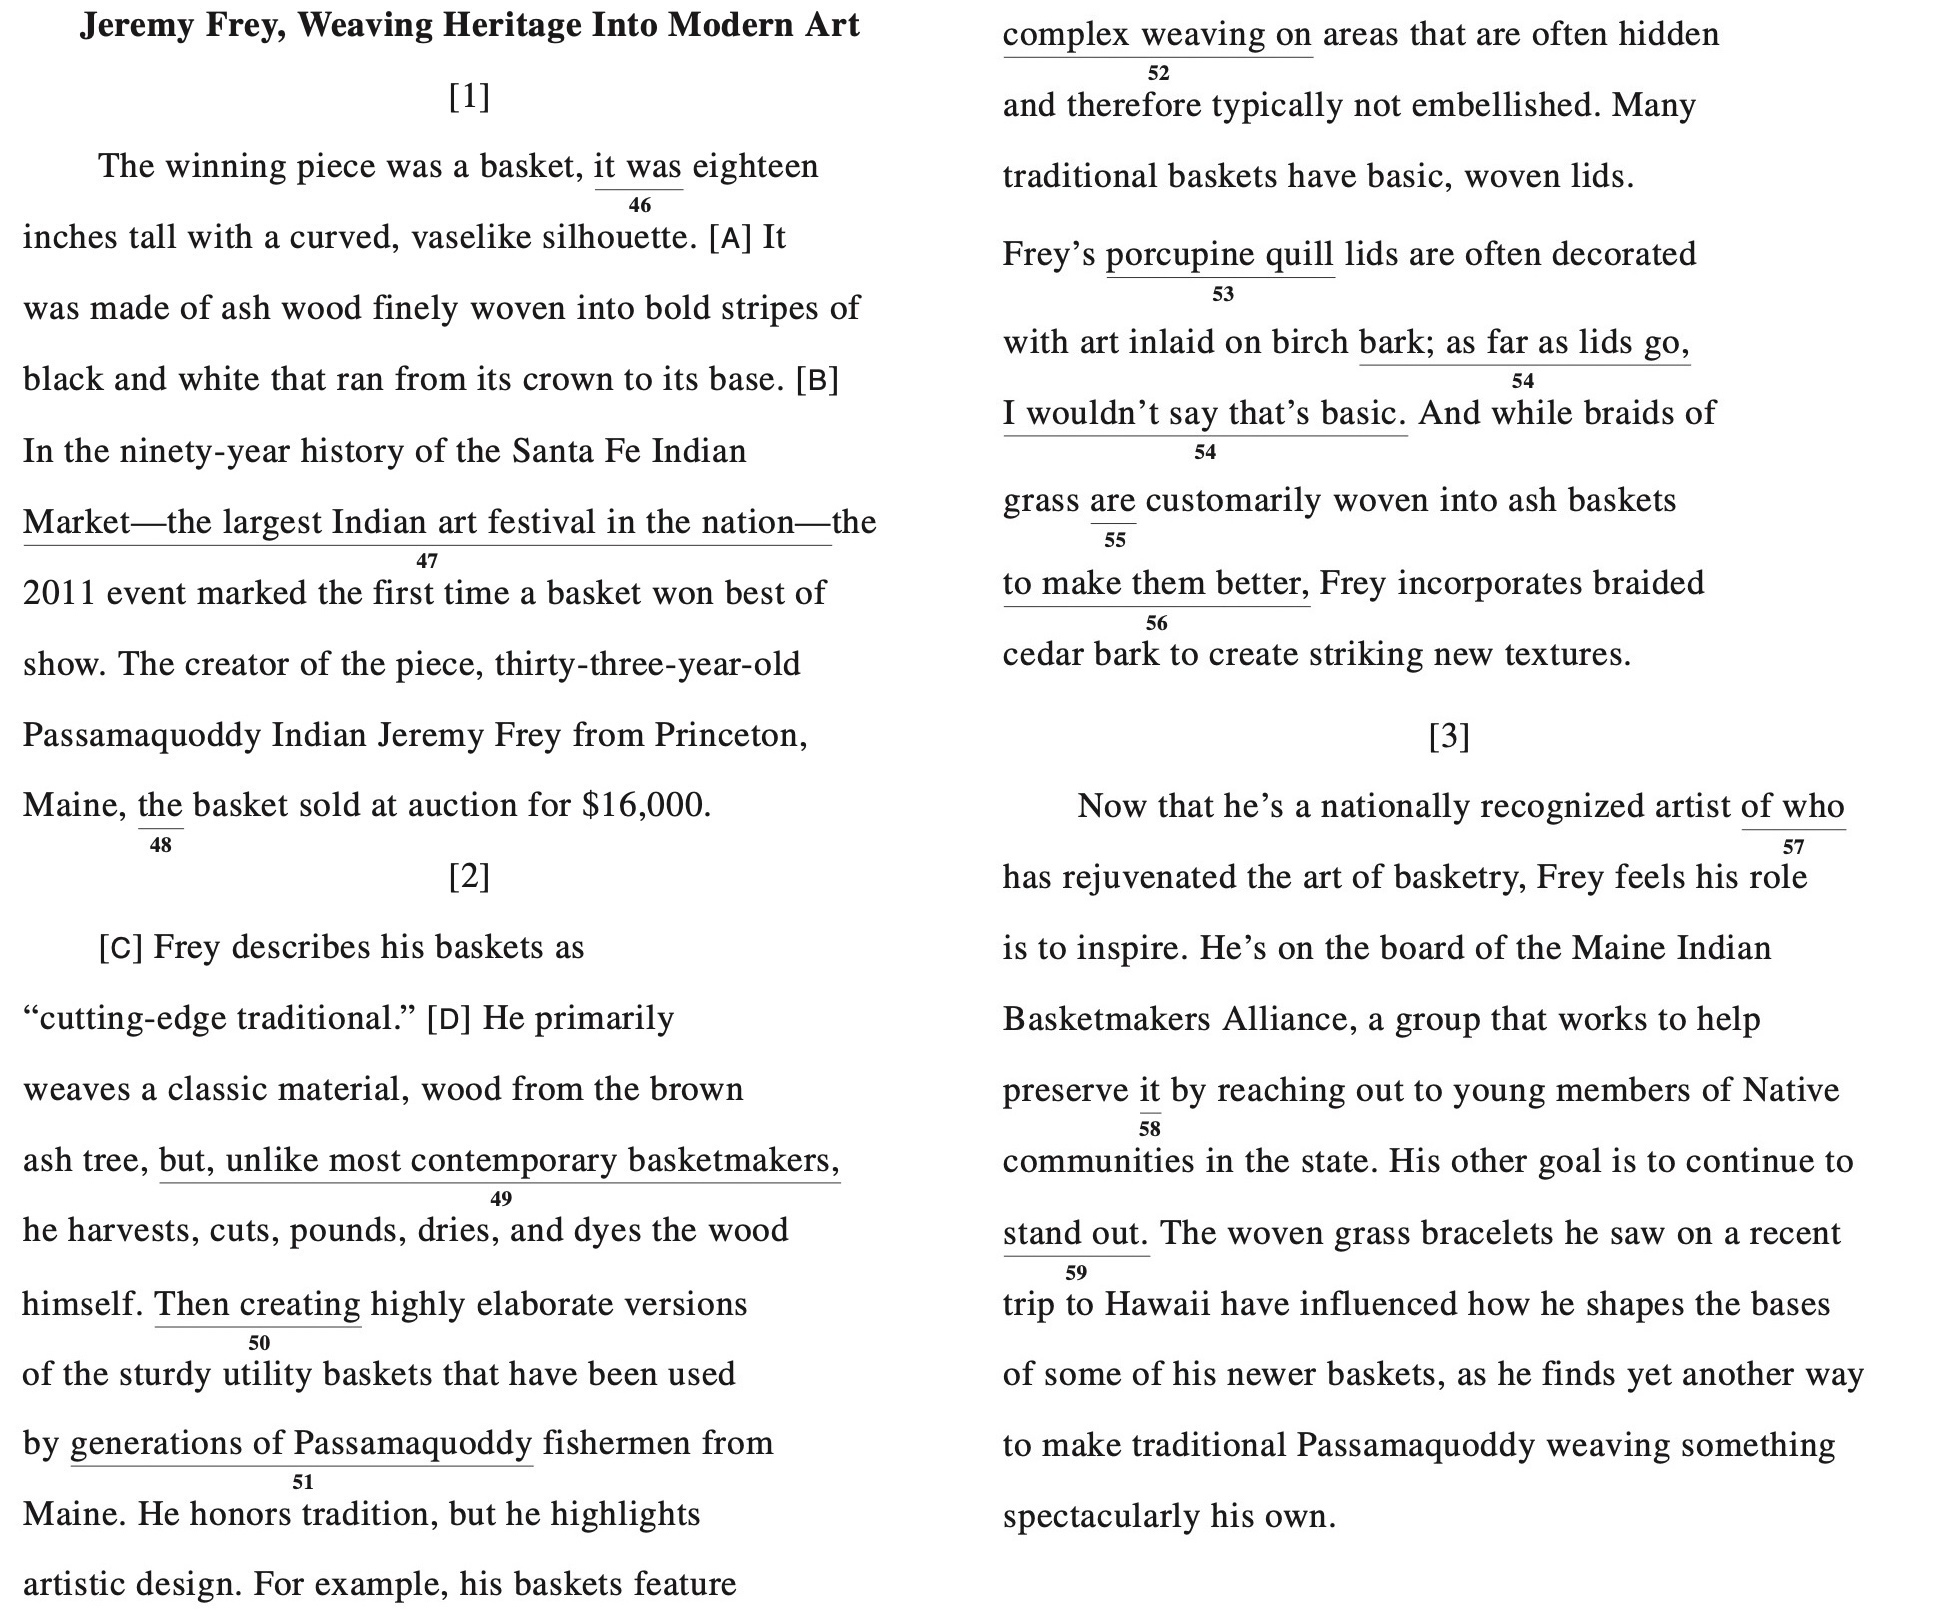 Jeremy Frey, Weaving Heritage Into Modern Art
[1]
The winning piece was a basket, it was eighteen
46
inches tall with a curved, vaselike silhouette. [A] It
was made of ash wood finely woven into bold stripes of
black and white that ran from its crown to its base. [B]
In the ninety-year history of the Santa Fe Indian
Market—the largest Indian art festival in the nation—the
47
2011 event marked the first time a basket won best of
show. The creator of the piece, thirty-three-year-old
Passamaquoddy Indian Jeremy Frey from Princeton,
Maine, the basket sold at auction for $16,000.
48
[2]
[C] Frey describes his baskets as
“cutting-edge traditional.” [D] He primarily
weaves a classic material, wood from the brown
ash tree, but, unlike most contemporary basketmakers,
49
he harvests, cuts, pounds, dries, and dyes the wood
himself. Then creating highly elaborate versions
50
of the sturdy utility baskets that have been used
by generations of Passamaquoddy fishermen from
51
Maine. He honors tradition, but he highlights
artistic design. For example, his baskets feature
complex weaving on areas that are often hidden
52
and therefore typically not embellished. Many
traditional baskets have basic, woven lids.
Frey’s porcupine quill lids are often decorated
53
with art inlaid on birch bark; as far as lids go,
54
I wouldn’t say that’s basic. And while braids of
54
grass are customarily woven into ash baskets
55
to make them better, Frey incorporates braided
56
cedar bark to create striking new textures.
[3]
Now that he’s a nationally recognized artist of who
57
has rejuvenated the art of basketry, Frey feels his role
is to inspire. He’s on the board of the Maine Indian
Basketmakers Alliance, a group that works to help
preserve it by reaching out to young members of Native
58
communities in the state. His other goal is to continue to
stand out. The woven grass bracelets he saw on a recent
59
trip to Hawaii have influenced how he shapes the bases
of some of his newer baskets, as he finds yet another way
to make traditional Passamaquoddy weaving something
spectacularly his own.